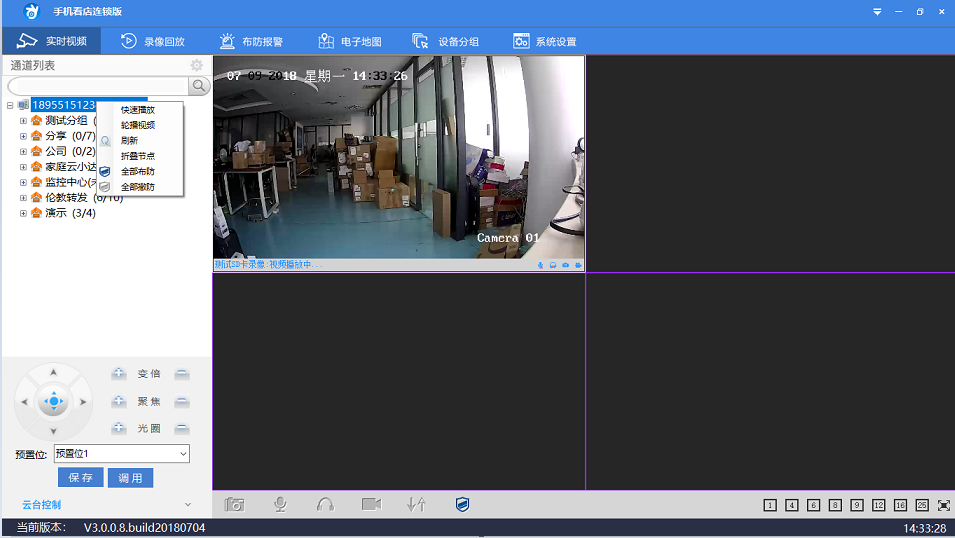 手机看店连锁版
实时视频
录像回放
布防报警
电子地图
设备分组
系统设置
通道列表
1895515123
测试分组 (
分享 (0/7)
公司 (0/2)
家庭云小达
监控中心(
伦教转发 (6/10)
演示 (3/4)
快速播放
轮播视频
刷新
折叠节点
全部布防
全部撤防
07-09-2018 星期一 14:33:26
Camera 01
测试SD卡录像:视频播放中...
变倍
聚焦
光圈
预置位:
预置位1
保存
调用
云台控制
1 4 6 8 9 12 16 25
当前版本: V3.0.0.8.build20180704
14:33:28